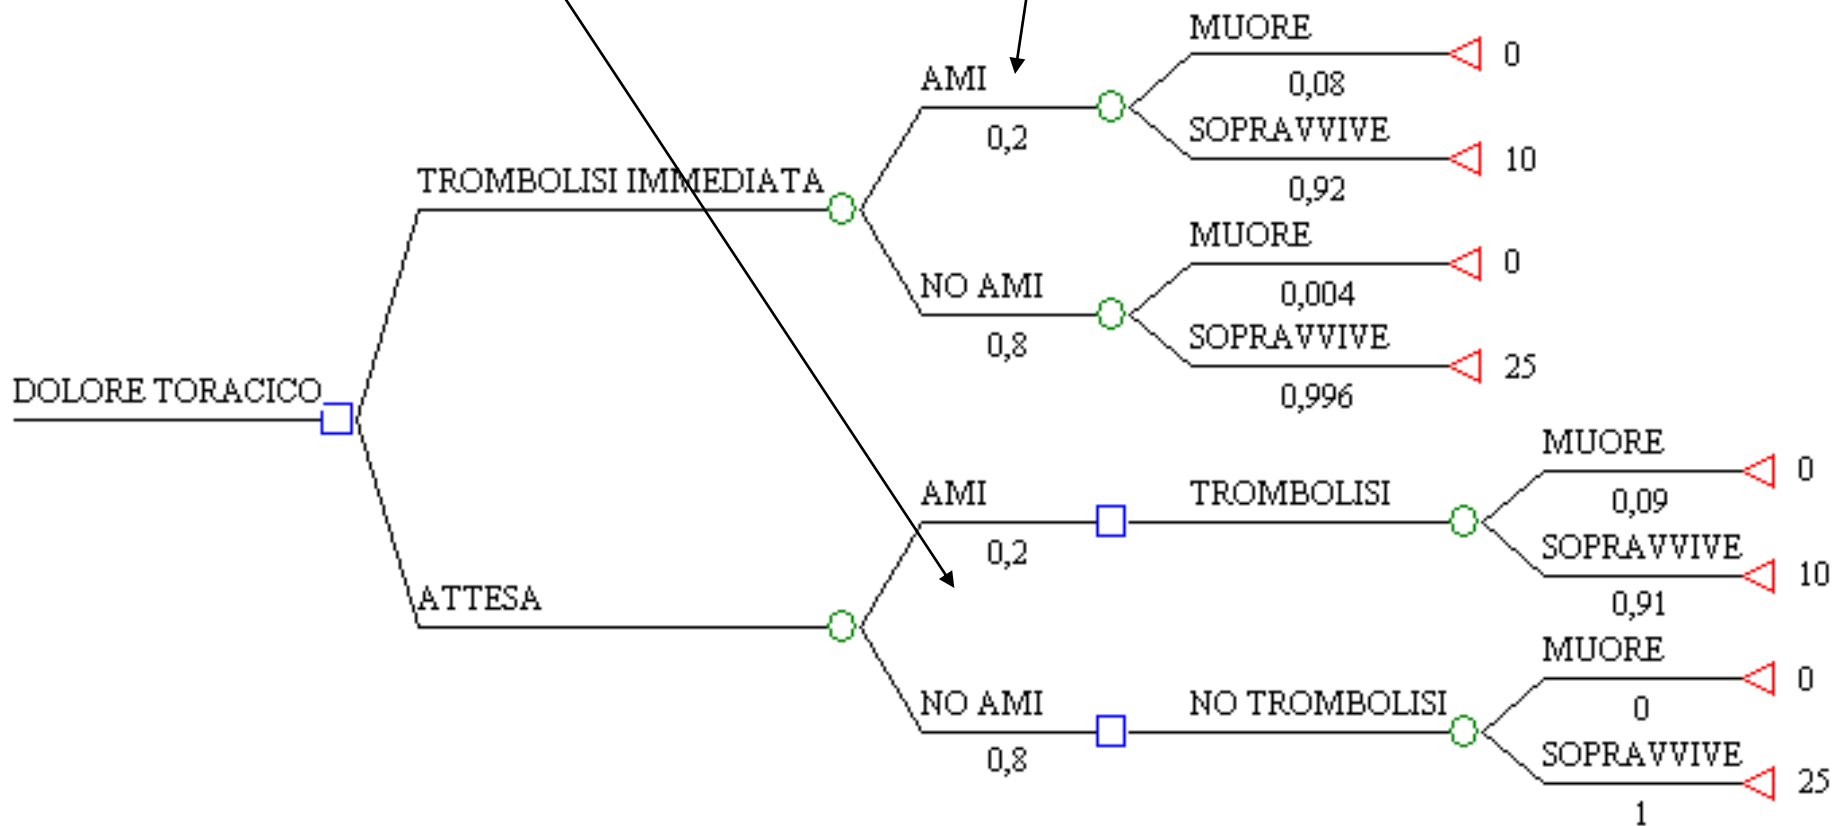 MUORE
0
0,08
AMI
0,2
SOPRAVVIVE
10
0,92
TROMBOLISI IMMEDIATA
MUORE
0
0,004
NO AMI
0,8
SOPRAVVIVE
25
0,996
DOLORE TORACICO
MUORE
0
0,09
AMI
0,2
TROMBOLISI
SOPRAVVIVE
10
0,91
ATTESA
MUORE
0
0
NO AMI
0,8
NO TROMBOLISI
SOPRAVVIVE
25
1